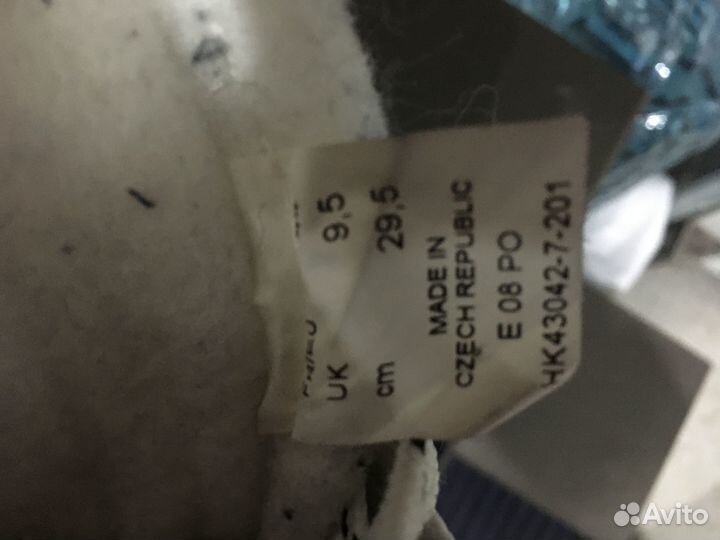 UK 9,5
cm 29,5
MADE IN
CZECH REPUBLIC
E 08 PO
HK43042-7-201
Avito